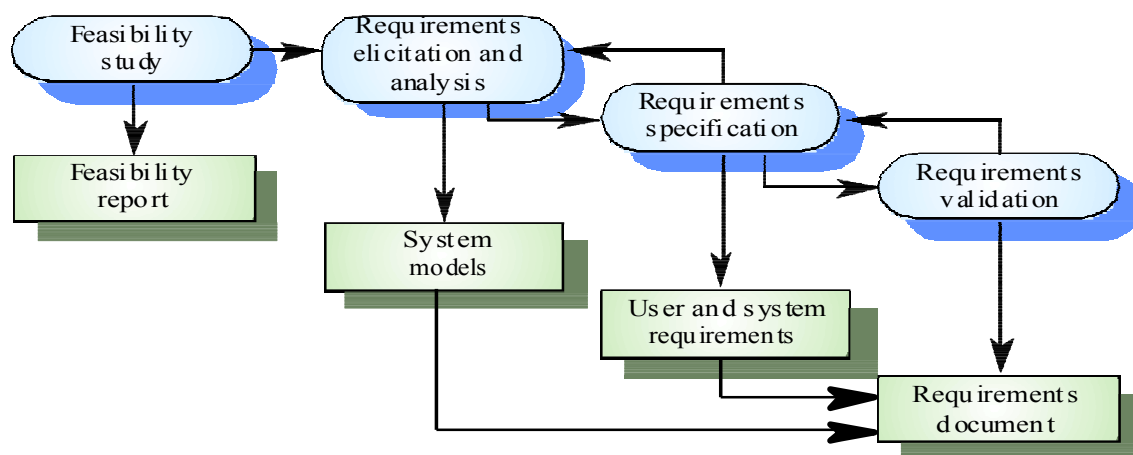 Feasibility
study
Requirements
elicitation and
analysis
Requirements
specification
Requirements
validation
Feasibility
report
System
models
User and system
requirements
Requirements
document